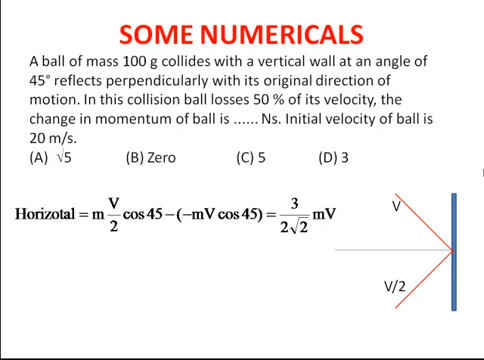 SOME NUMERICALS
A ball of mass 100 g collides with a vertical wall at an angle of
45° reflects perpendicularly with its original direction of
motion. In this collision ball losses 50 % of its velocity, the
change in momentum of ball is ...... Ns. Initial velocity of ball is
20 m/s.
(A) √5 (B) Zero (C) 5 (D) 3
Horizotal = m V/2 cos 45 – (–mV cos 45) = 3/2√2 mV
V
V/2